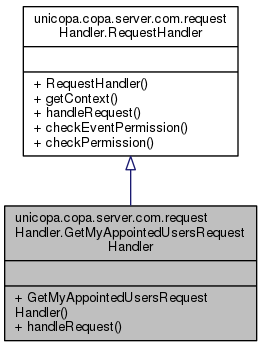 unicopa.copa.server.com.request
Handler.RequestHandler
+ RequestHandler()
+ getContext()
+ handleRequest()
+ checkEventPermission()
+ checkPermission()
unicopa.copa.server.com.request
Handler.GetMyAppointedUsersRequest
Handler
+ GetMyAppointedUsersRequest
Handler()
+ handleRequest()